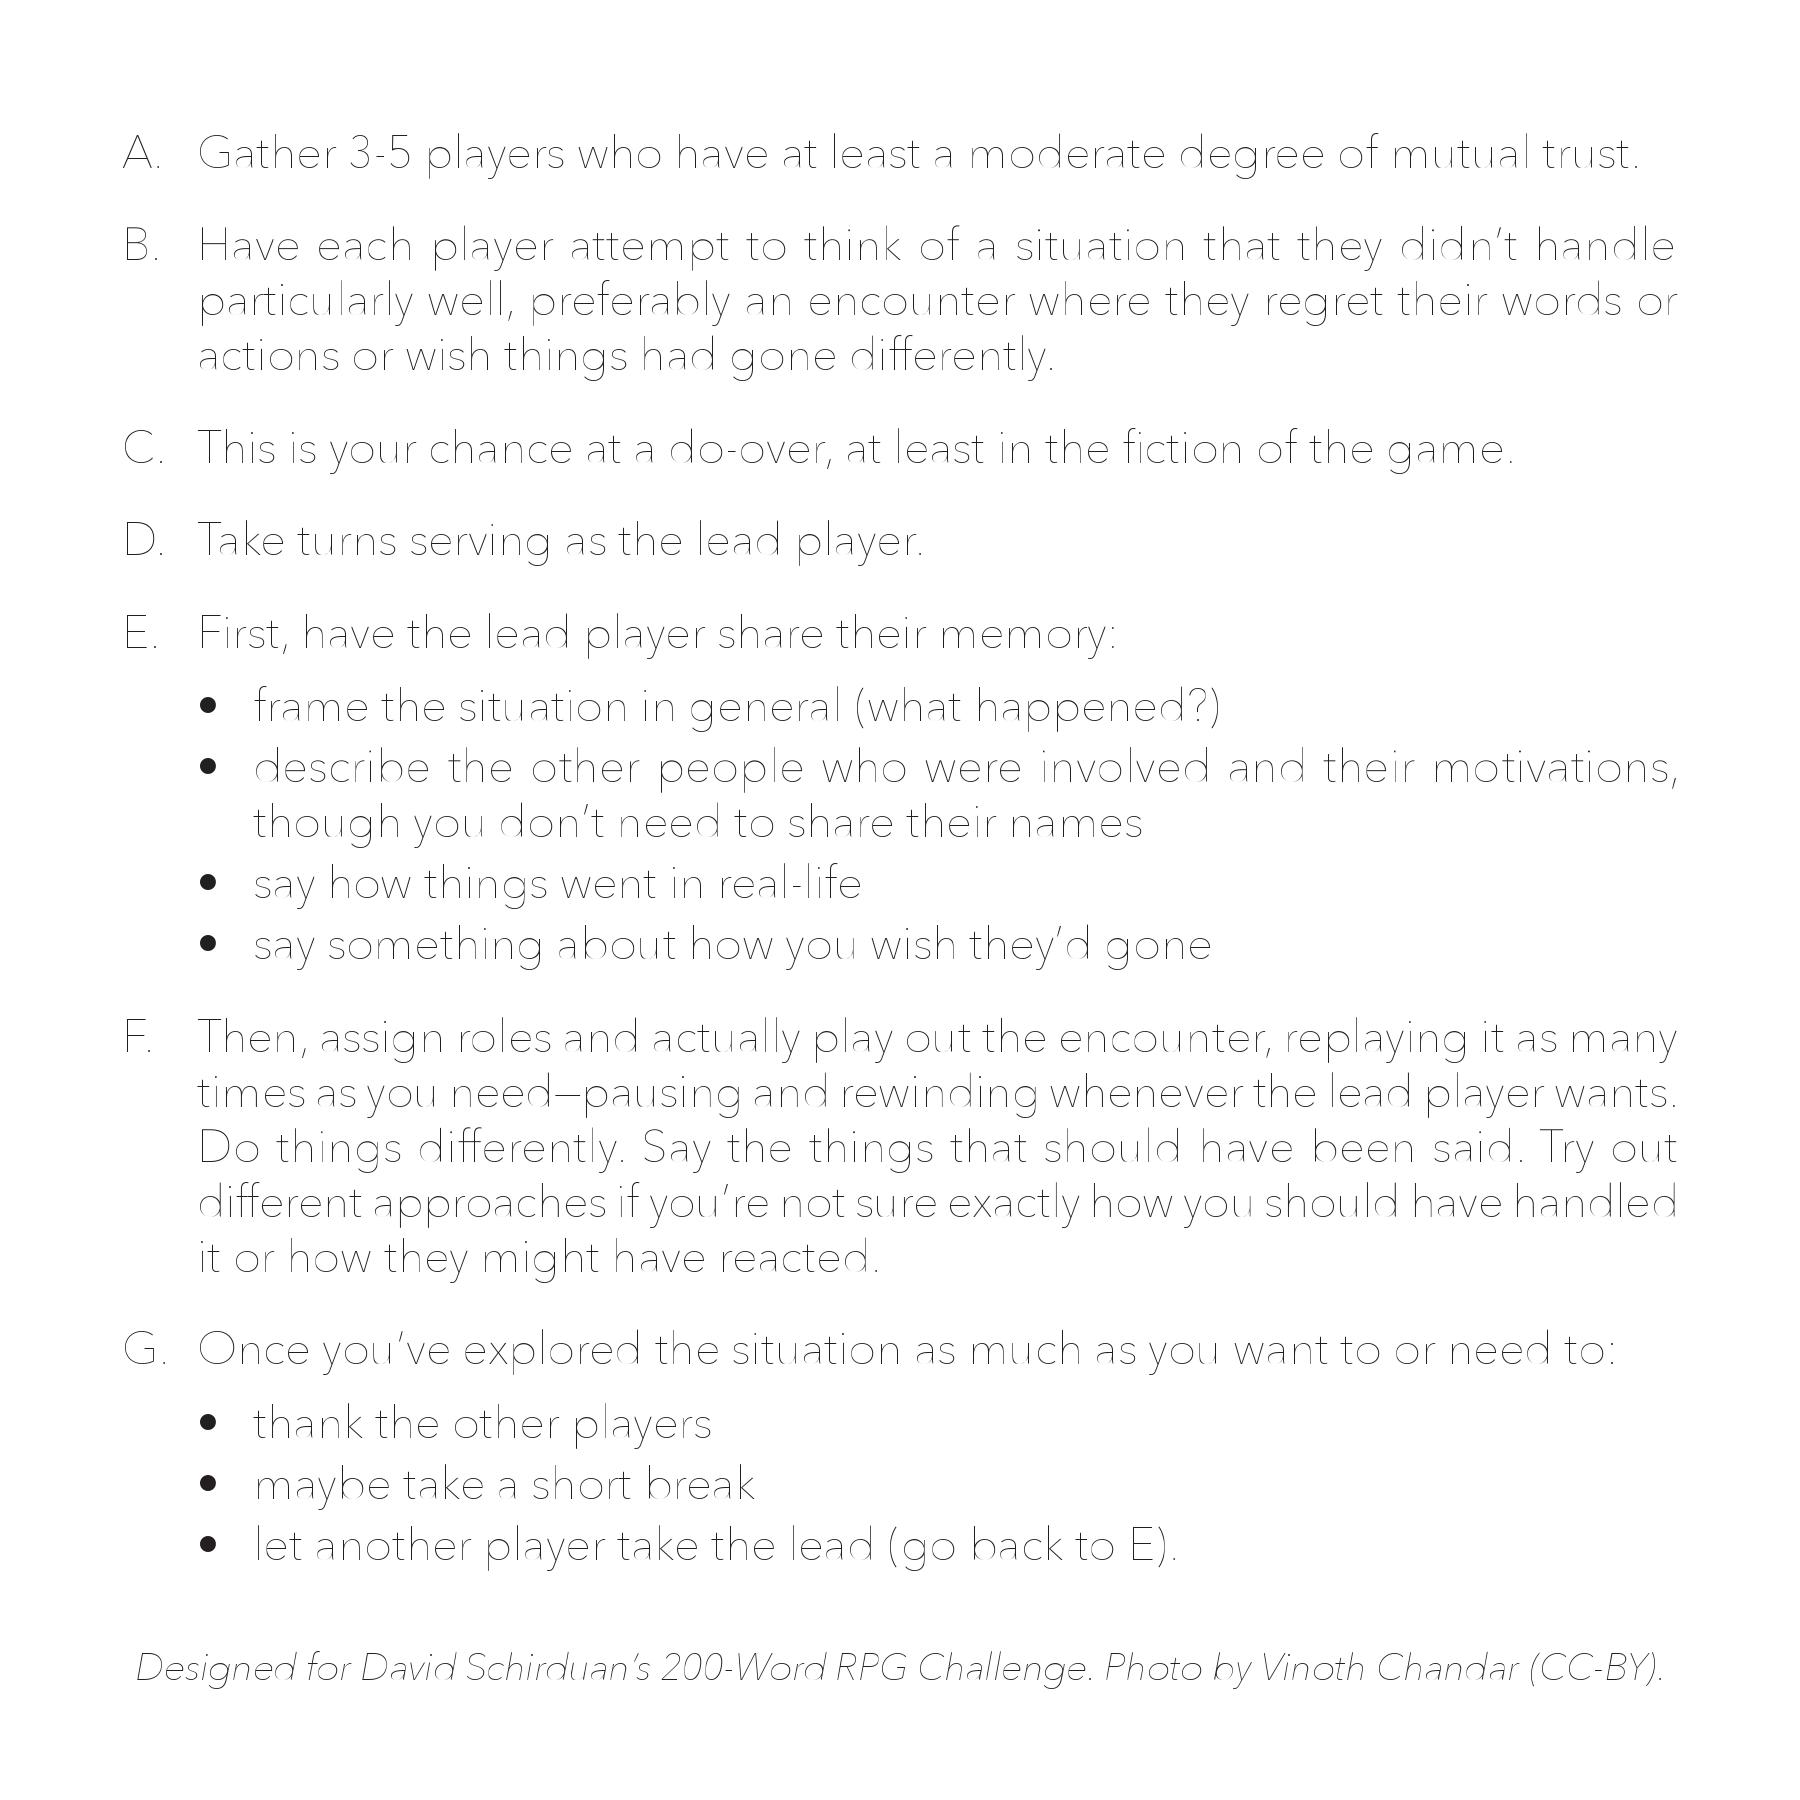 A. Gather 3-5 players who have at least a moderate degree of mutual trust.
B. Have each player attempt to think of a situation that they didn’t handle
particularly well, preferably an encounter where they regret their words or
actions or wish things had gone differently.
C. This is your chance at a do-over, at least in the fiction of the game.
D. Take turns serving as the lead player.
E. First, have the lead player share their memory:
• frame the situation in general (what happened?)
• describe the other people who were involved and their motivations,
though you don’t need to share their names
• say how things went in real-life
• say something about how you wish they’d gone
F. Then, assign roles and actually play out the encounter, replaying it as many
times as you need—pausing and rewinding whenever the lead player wants.
Do things differently. Say the things that should have been said. Try out
different approaches if you’re not sure exactly how you should have handled
it or how they might have reacted.
G. Once you’ve explored the situation as much as you want to or need to:
• thank the other players
• maybe take a short break
• let another player take the lead (go back to E).
Designed for David Schirduan’s 200-Word RPG Challenge. Photo by Vinoth Chandar (CC-BY).